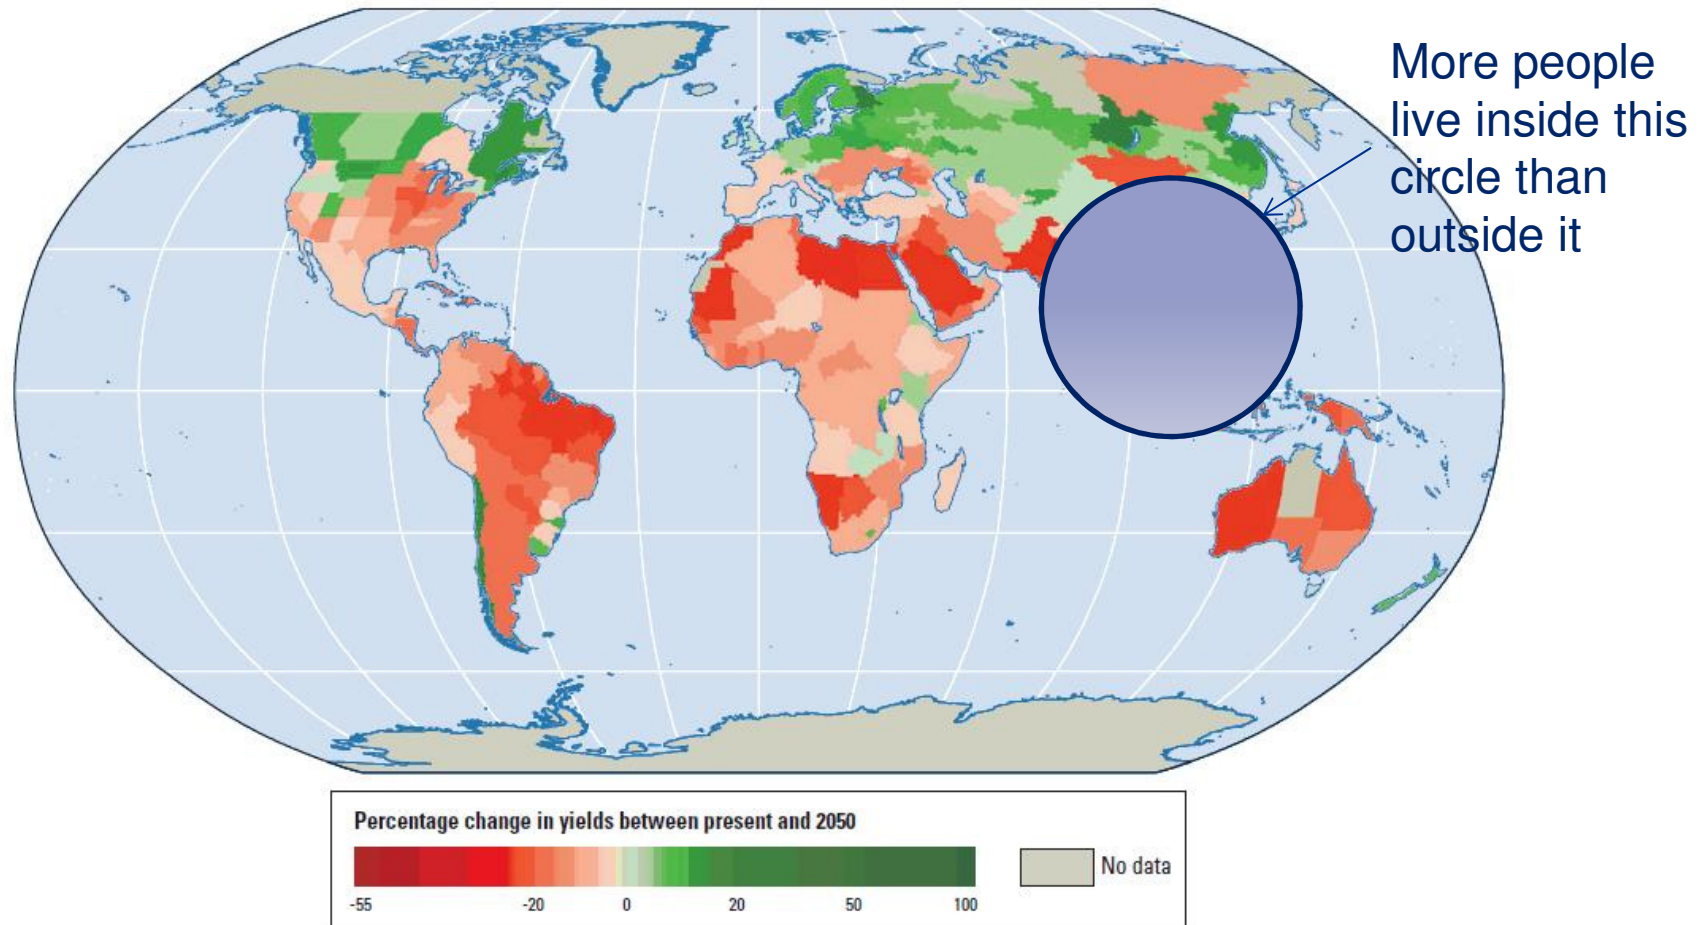 More people
live inside this
circle than
outside it
Percentage change in yields between present and 2050
No data
-55 -20 0 20 50 100